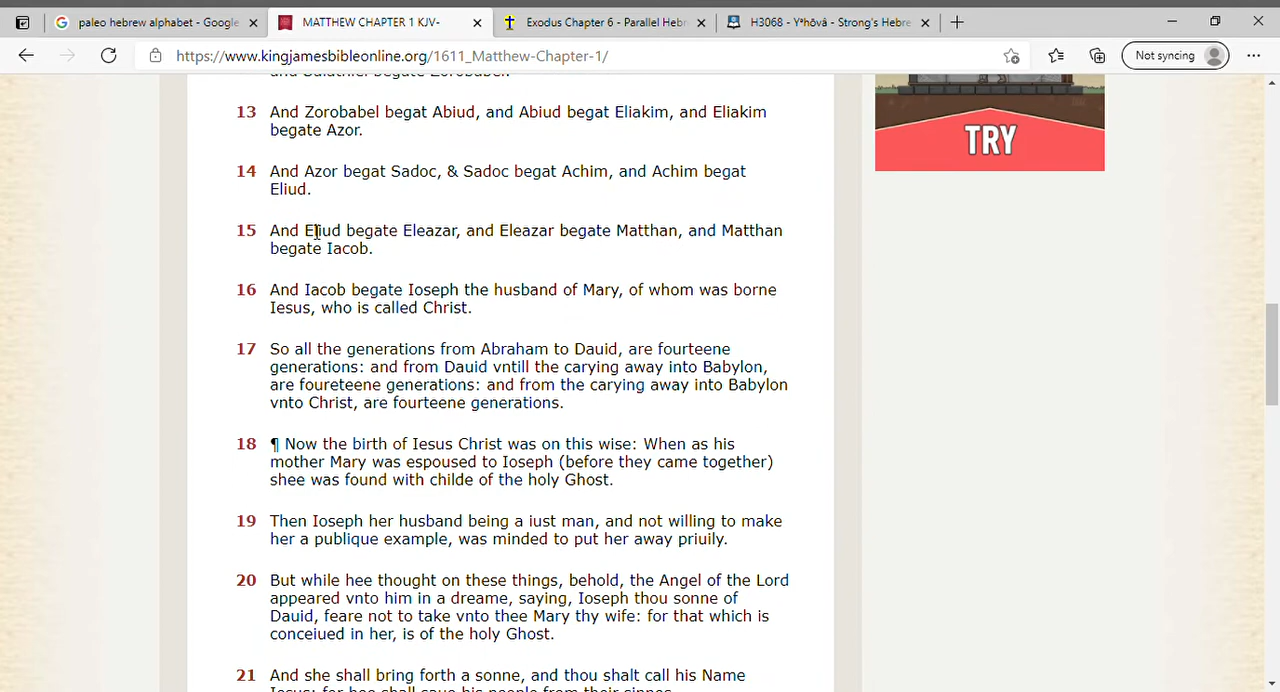 paleo hebrew alphabet - Google
MATTHEW CHAPTER 1 KJV-
Exodus Chapter 6 - Parallel Hebr
H3068 - Yᵊhōvâ - Strong's Hebre
https://www.kingjamesbibleonline.org/1611_Matthew-Chapter-1/
Not syncing
13 And Zorobabel begat Abiud, and Abiud begat Eliakim, and Eliakim
begate Azor.
14 And Azor begat Sadoc, & Sadoc begat Achim, and Achim begat
Eliud.
15 And Eliud begate Eleazar, and Eleazar begate Matthan, and Matthan
begate Iacob.
16 And Iacob begate Ioseph the husband of Mary, of whom was borne
Iesus, who is called Christ.
17 So all the generations from Abraham to Dauid, are fourteene
generations: and from Dauid vntill the carying away into Babylon,
are foureteene generations: and from the carying away into Babylon
vnto Christ, are fourteene generations.
18 ¶ Now the birth of Iesus Christ was on this wise: When as his
mother Mary was espoused to Ioseph (before they came together)
shee was found with childe of the holy Ghost.
19 Then Ioseph her husband being a iust man, and not willing to make
her a publique example, was minded to put her away priuily.
20 But while hee thought on these things, behold, the Angel of the Lord
appeared vnto him in a dreame, saying, Ioseph thou sonne of
Dauid, feare not to take vnto thee Mary thy wife: for that which is
conceiued in her, is of the holy Ghost.
21 And she shall bring forth a sonne, and thou shalt call his Name
TRY